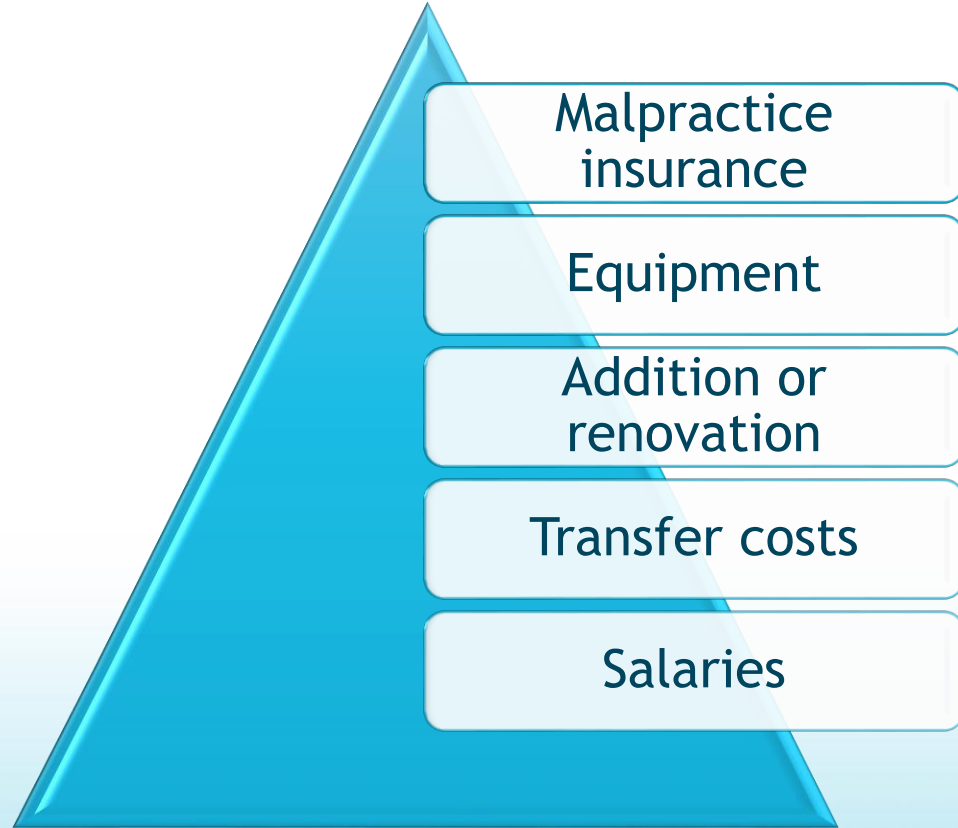 Malpractice
insurance
Equipment
Addition or
renovation
Transfer costs
Salaries